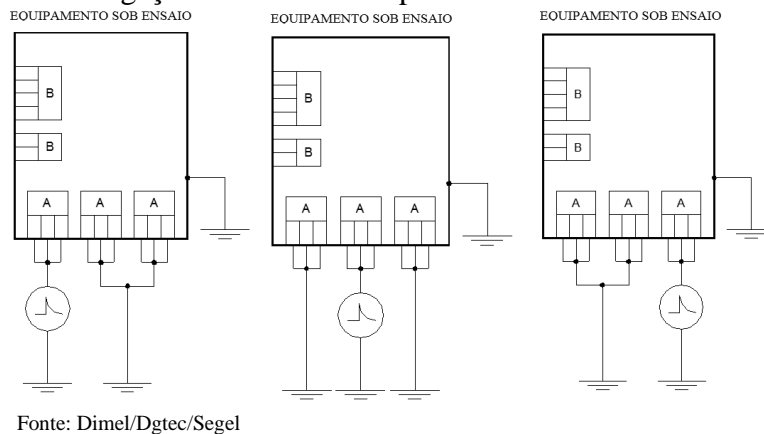 EQUIPAMENTO SOB ENSAIO EQUIPAMENTO SOB ENSAIO EQUIPAMENTO SOB ENSAIO
B B B
B B B
A A A A A A A A A
Fonte: Dimel/Dgtec/Segel